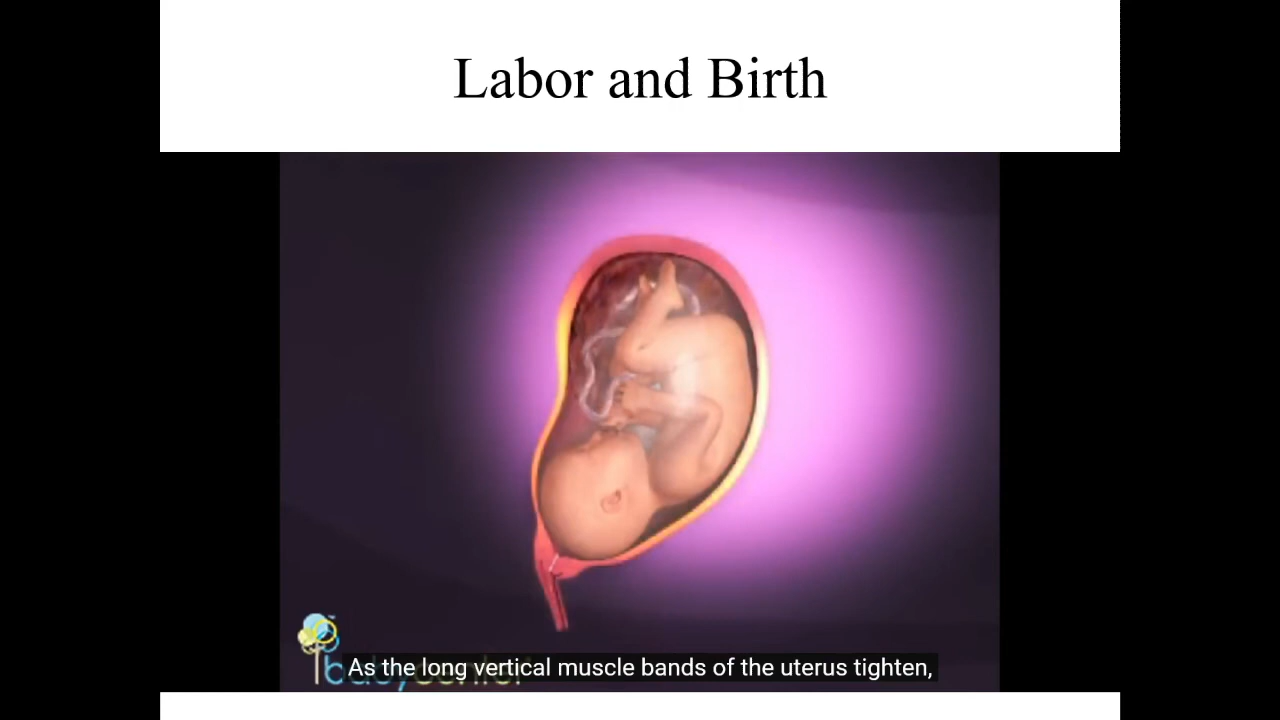 Labor and Birth
As the long vertical muscle bands of the uterus tighten,